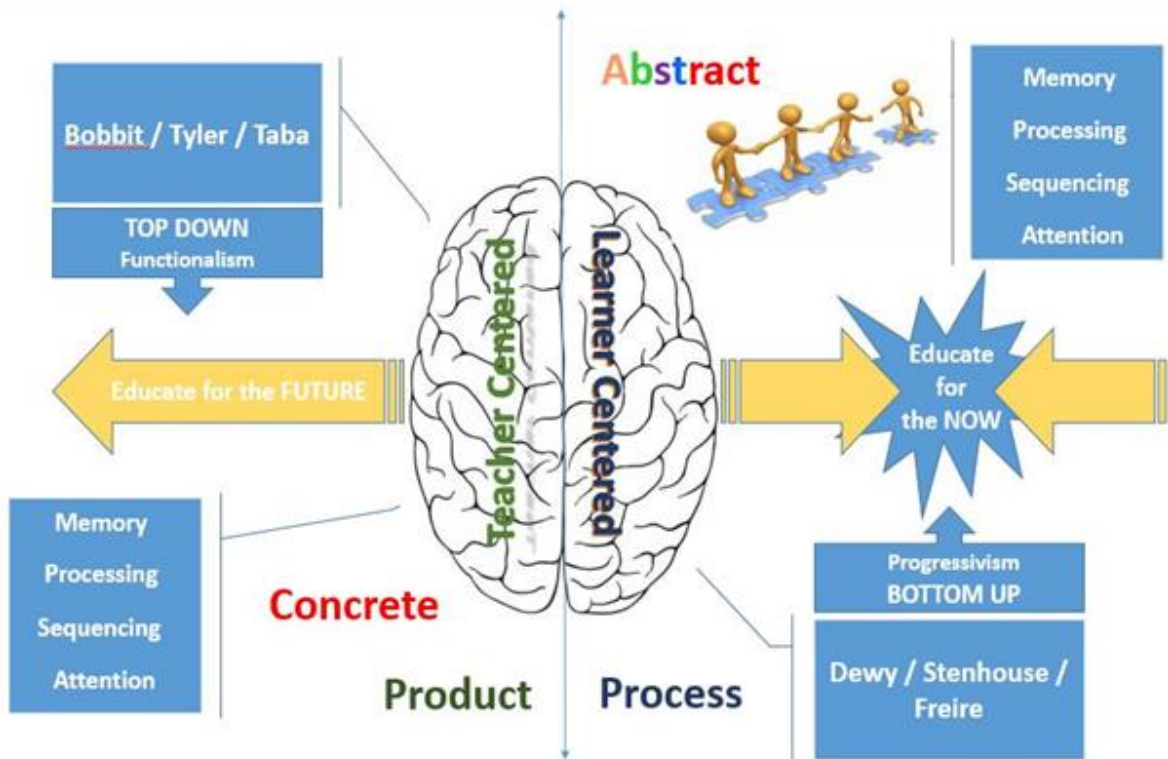 Bobbit / Tyler / Taba
TOP DOWN
Functionalism
Educate for the FUTURE
Memory
Processing
Sequencing
Attention
Concrete
Product
Teacher Centered
Learner Centered
Abstract
Memory
Processing
Sequencing
Attention
Educate
for
the NOW
Progressivism
BOTTOM UP
Dewy / Stenhouse /
Freire
Process